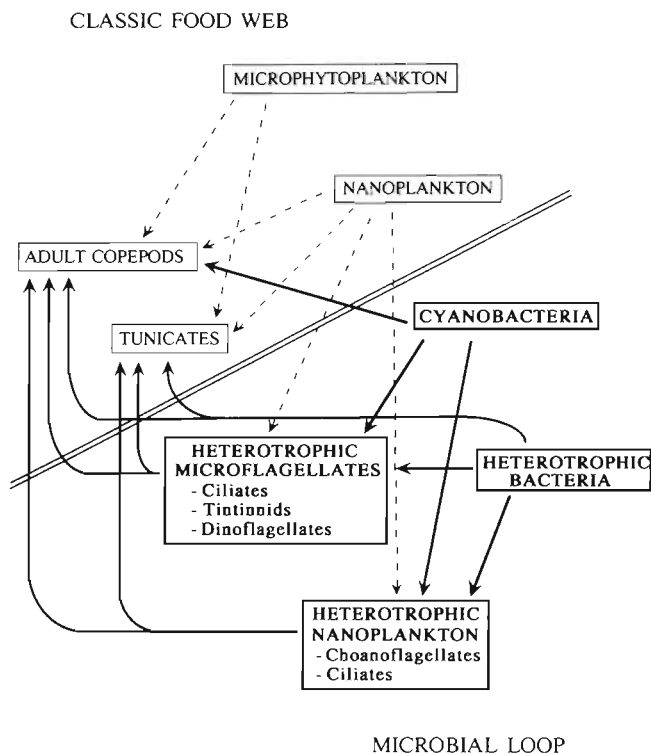 CLASSIC FOOD WEB
MICROPHYTOPLANKTON
NANOPLANKTON
ADULT COPEPODS
CYANOBACTERIA
TUNICATES
HETEROTROPHIC
MICROFLAGELLATES
- Ciliates
- Tintinnids
- Dinoflagellates
HETEROTROPHIC
BACTERIA
HETEROTROPHIC
NANOPLANKTON
- Choanoflagellates
- Ciliates
MICROBIAL LOOP